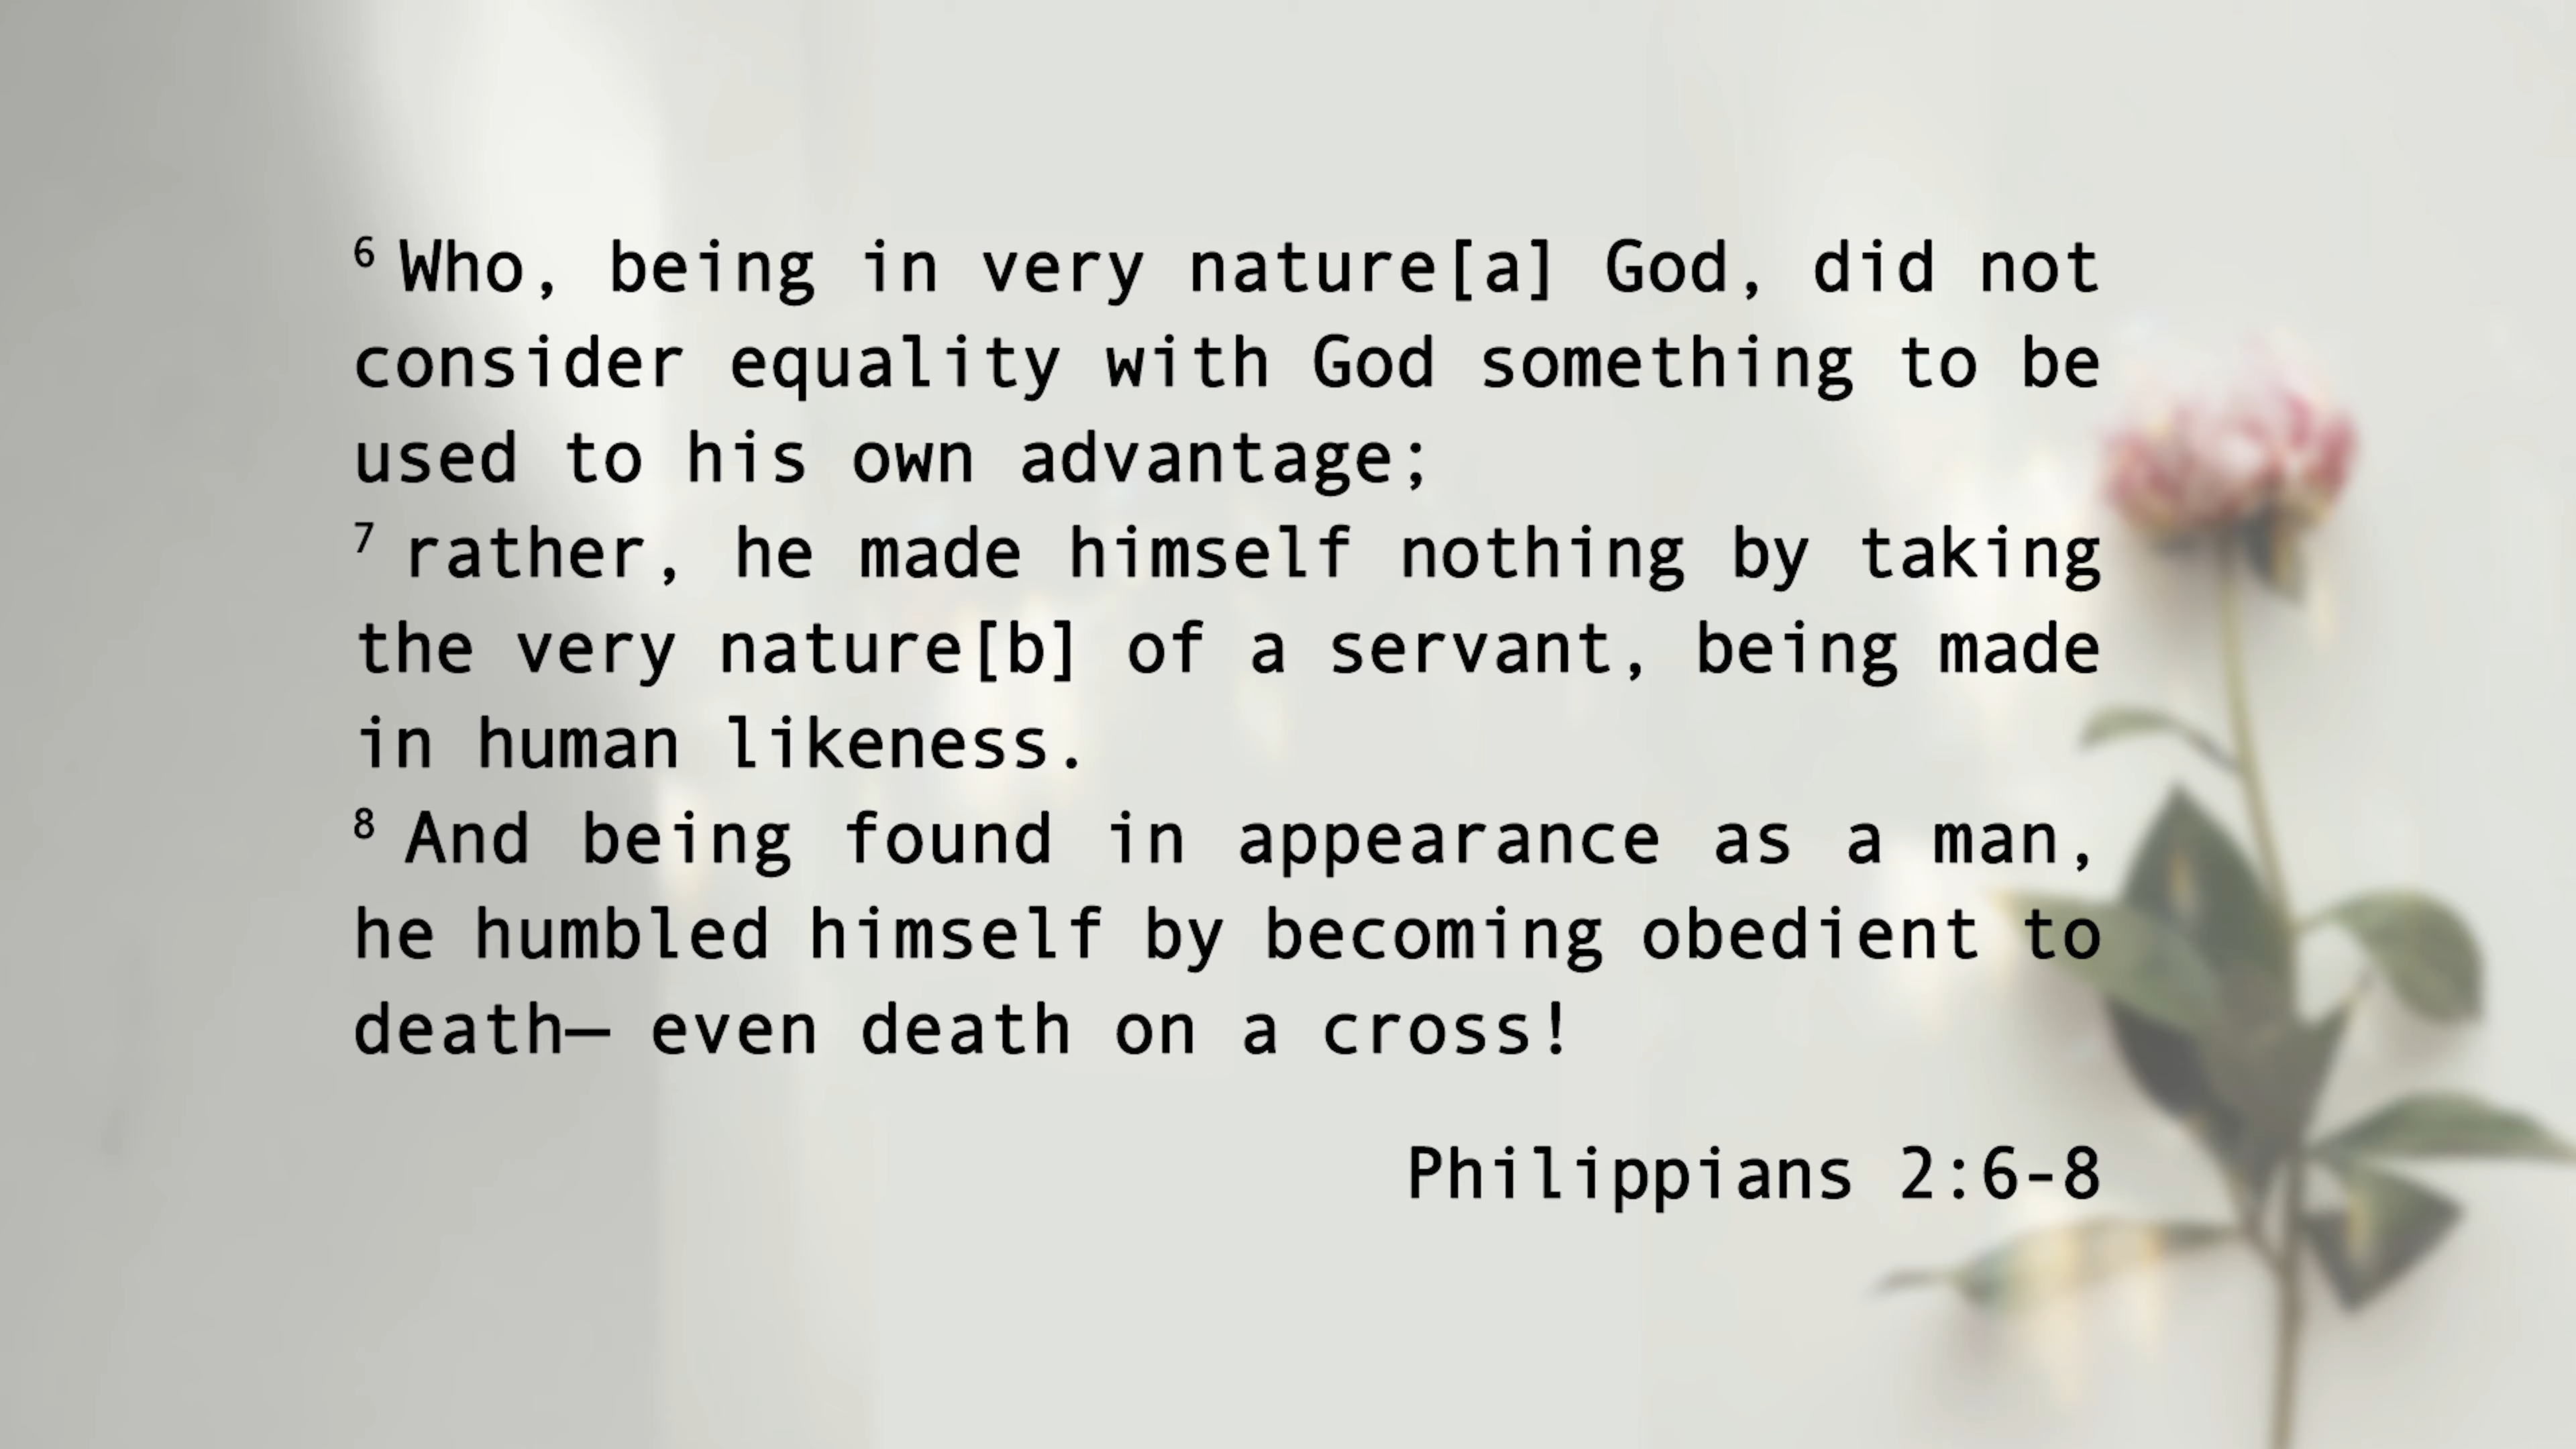 6 Who, being in very nature[a] God, did not
consider equality with God something to be
used to his own advantage;
7 rather, he made himself nothing by taking
the very nature[b] of a servant, being made
in human likeness.
8 And being found in appearance as a man,
he humbled himself by becoming obedient to
death— even death on a cross!
Philippians 2:6-8